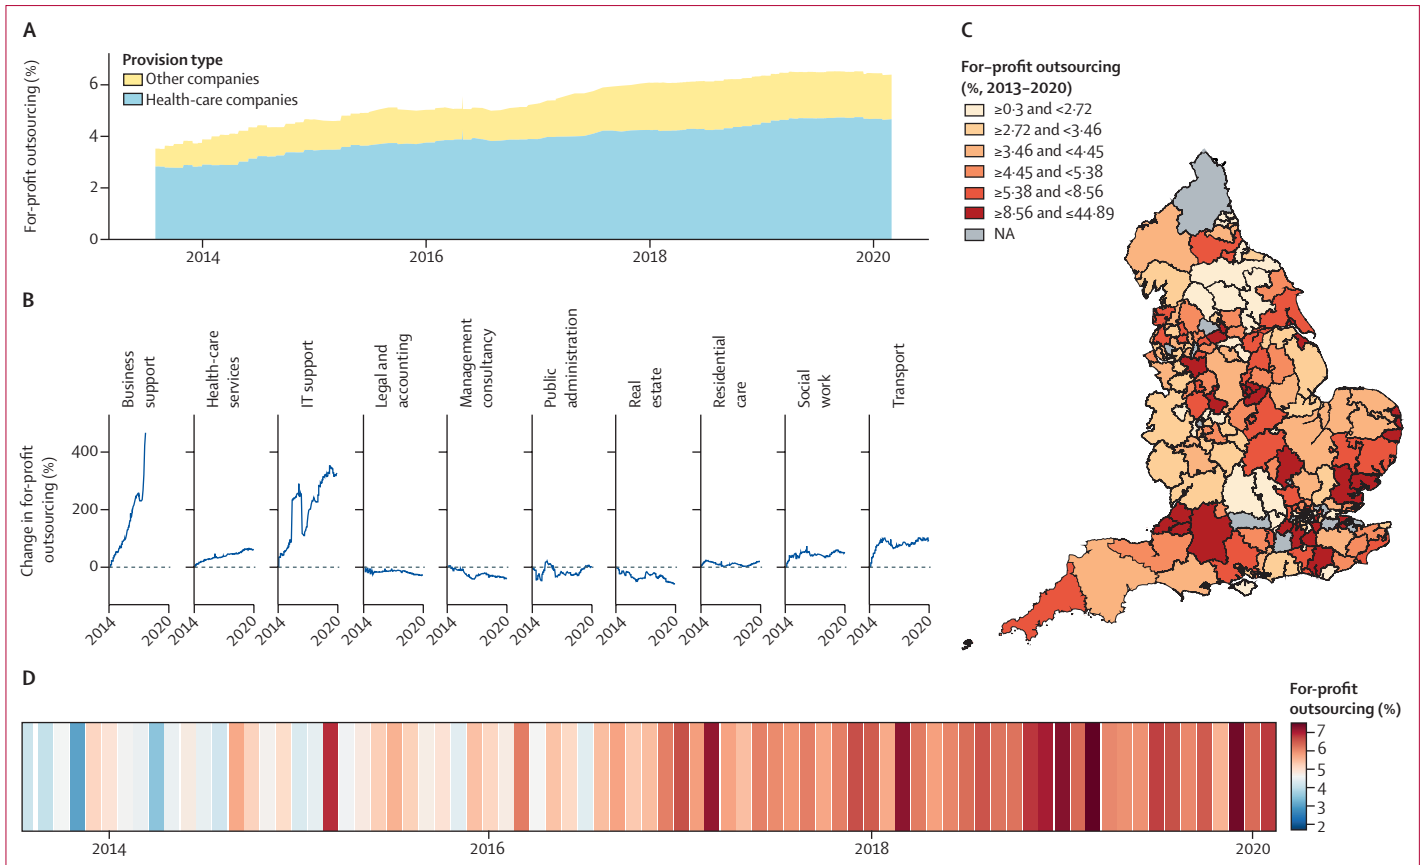 A
Provision type
Other companies
Health-care companies
For-profit outsourcing (%)
6
4
2
0
2014
2016
2018
2020
B
Business
support
Health-care
services
IT support
Legal and
accounting
Management
consultancy
Public
administration
Real
estate
Residential
care
Social
work
Transport
Change in for-profit
outsourcing (%)
400
200
0
2014
2020
2014
2020
2014
2020
2014
2020
2014
2020
2014
2020
2014
2020
2014
2020
2014
2020
2014
2020
C
For–profit outsourcing
(%, 2013–2020)
≥0·3 and <2·72
≥2·72 and <3·46
≥3·46 and <4·45
≥4·45 and <5·38
≥5·38 and <8·56
≥8·56 and ≤44·89
NA
D
2014
2016
2018
2020
For-profit
outsourcing (%)
7
6
5
4
3
2